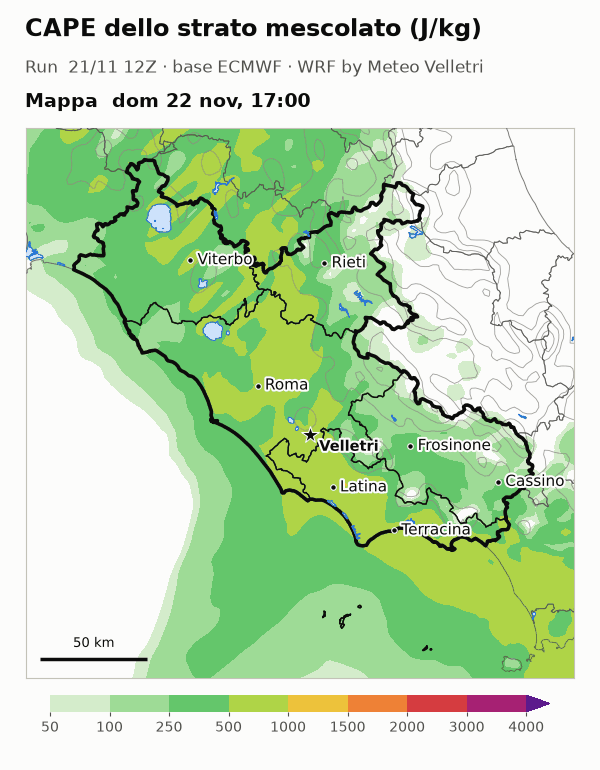 CAPE dello strato mescolato (J/kg)
Run 21/11 12Z · base ECMWF · WRF by Meteo Velletri
Mappa dom 22 nov, 17:00
Viterbo
Rieti
Roma
Velletri
Frosinone
Latina
Cassino
Terracina
50 km
50 100 250 500 1000 1500 2000 3000 4000